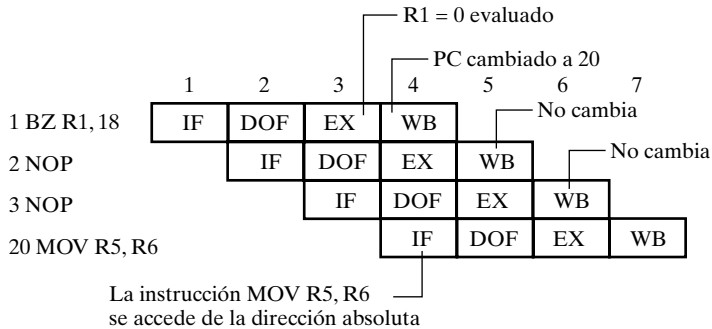 R1 = 0 evaluado
PC cambiado a 20
1 2 3 4 5 6 7
No cambia
1 BZ R1, 18 IF DOF EX WB
No cambia
2 NOP IF DOF EX WB
3 NOP IF DOF EX WB
20 MOV R5, R6 IF DOF EX WB
La instrucción MOV R5, R6
se accede de la dirección absoluta